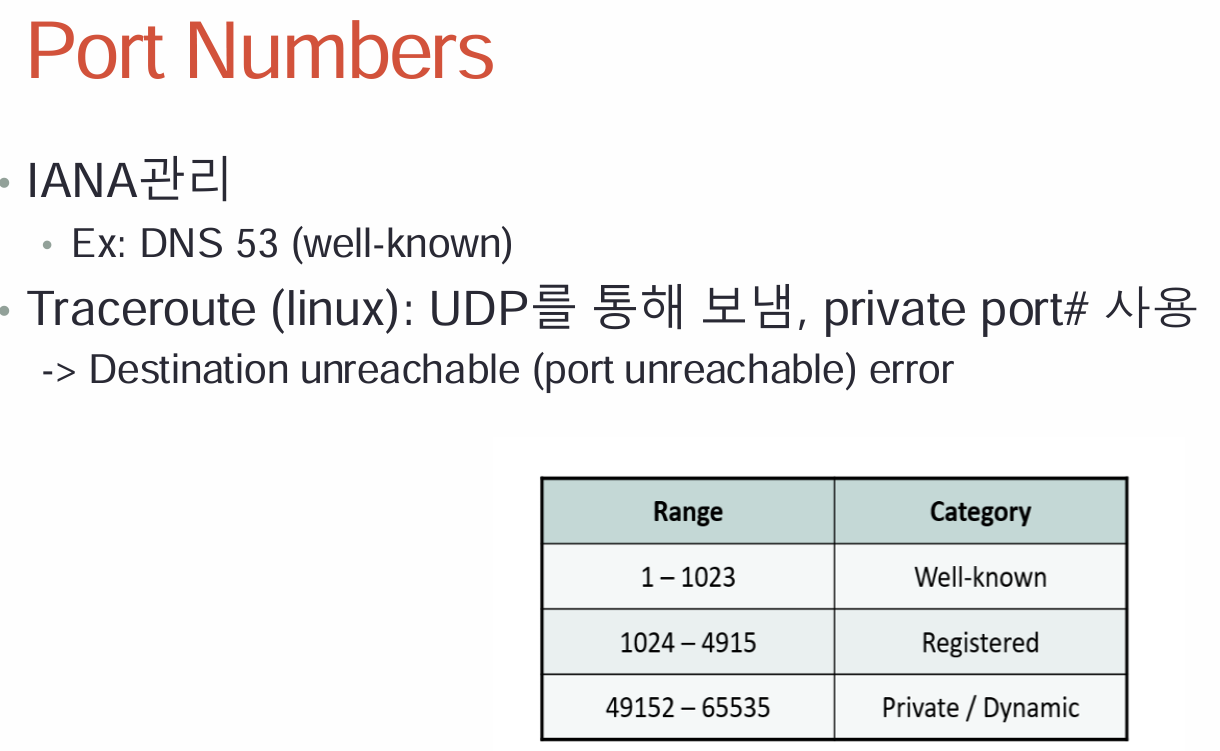 Port Numbers
• IANA관리
• Ex: DNS 53 (well-known)
• Traceroute (linux): UDP를 통해 보냄, private port# 사용
-> Destination unreachable (port unreachable) error
Range Category
1 – 1023 Well-known
1024 – 4915 Registered
49152 – 65535 Private / Dynamic